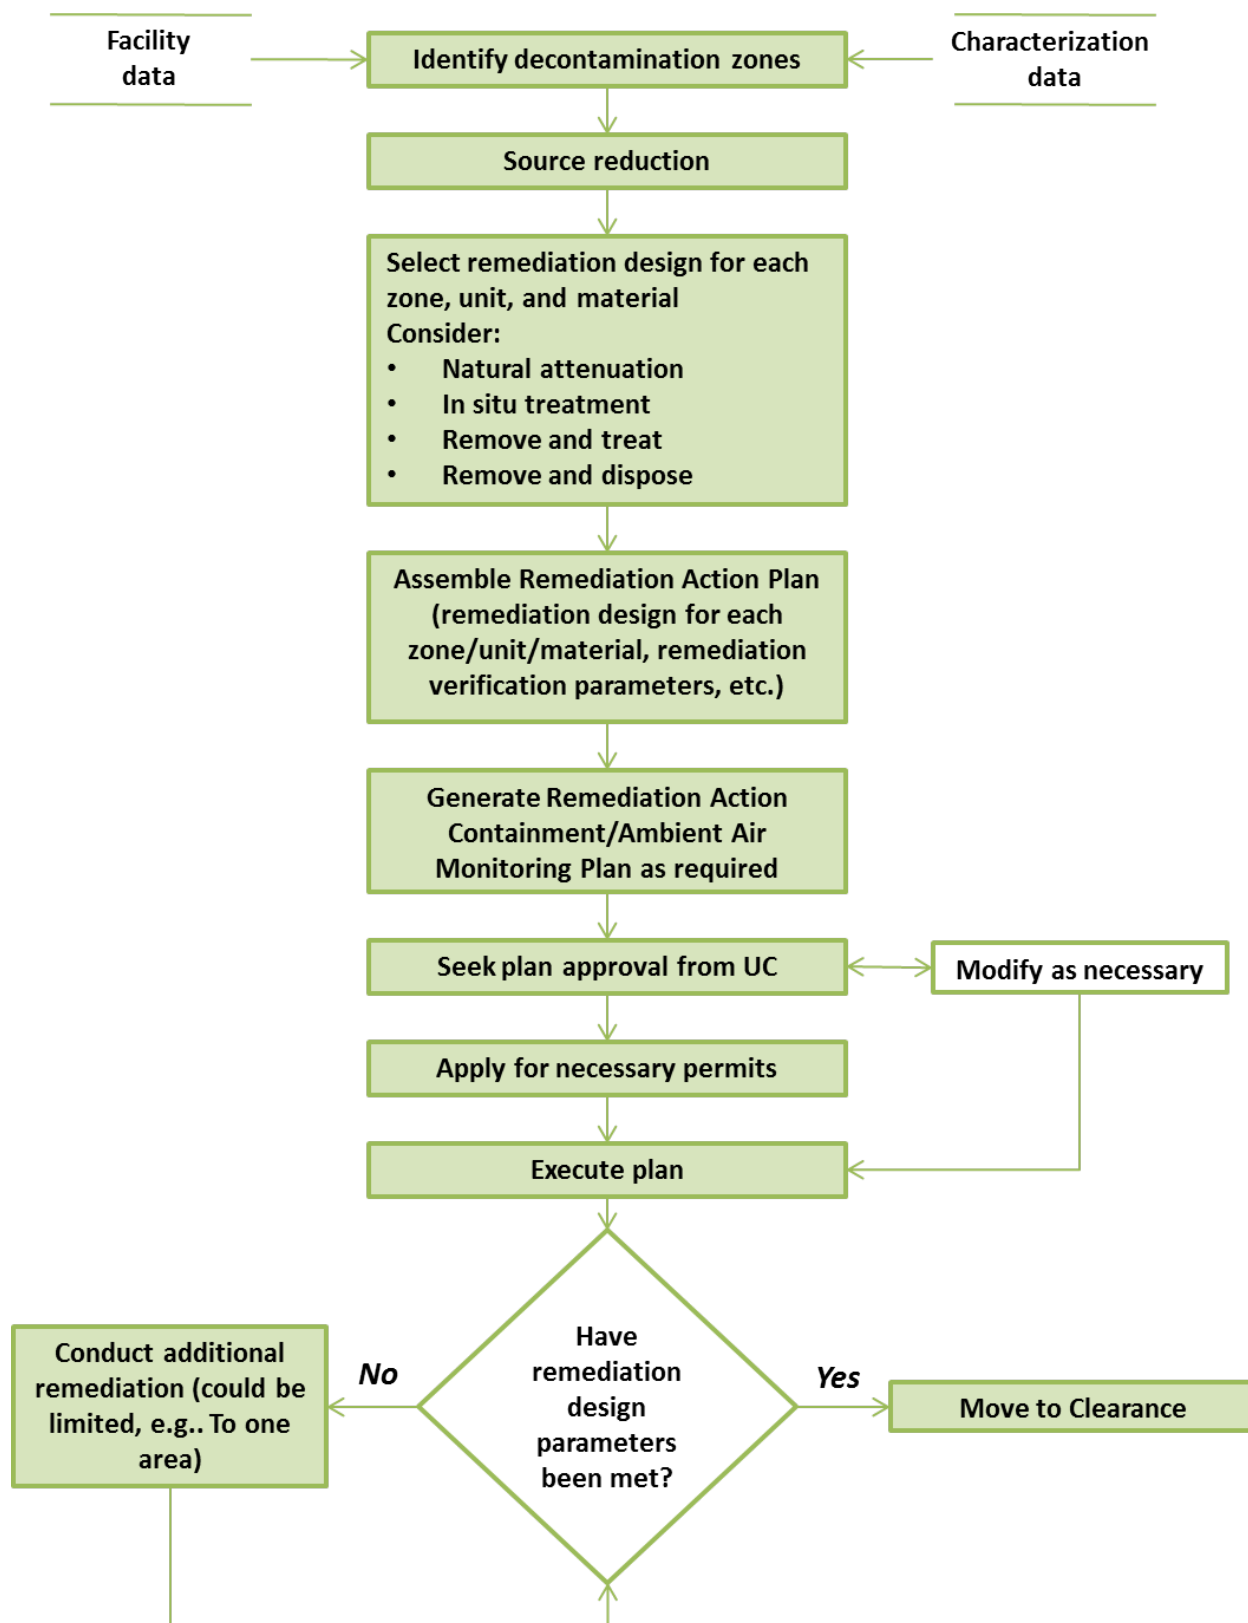 Facility
data
Identify decontamination zones
Characterization
data
Source reduction
Select remediation design for each
zone, unit, and material
Consider:
• Natural attenuation
• In situ treatment
• Remove and treat
• Remove and dispose
Assemble Remediation Action Plan
(remediation design for each
zone/unit/material, remediation
verification parameters, etc.)
Generate Remediation Action
Containment/Ambient Air
Monitoring Plan as required
Seek plan approval from UC
Modify as necessary
Apply for necessary permits
Execute plan
Have
remediation
design
parameters
been met?
No
Conduct additional
remediation (could be
limited, e.g.. To one
area)
Yes
Move to Clearance